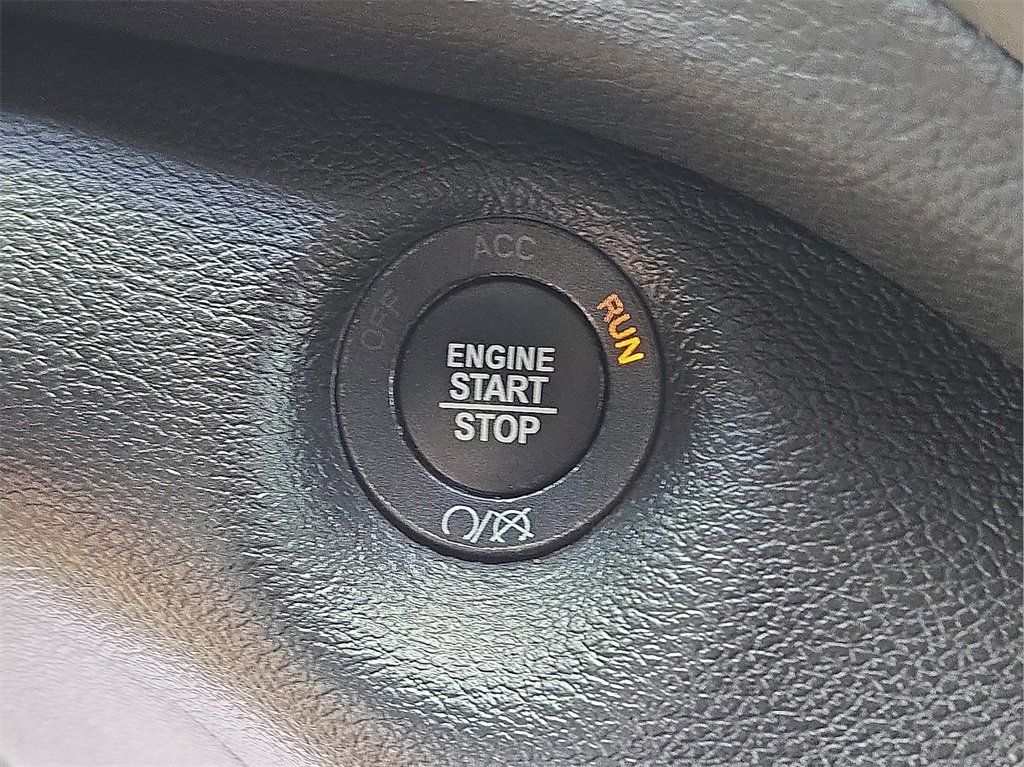 ACC
OFF
RUN
ENGINE
START
STOP